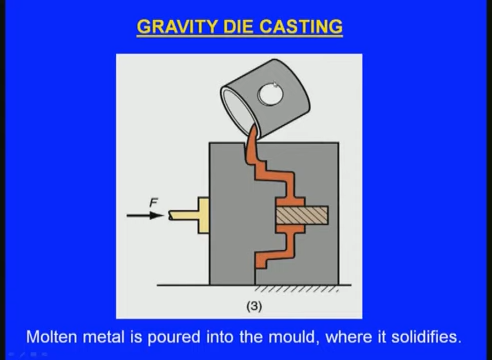 GRAVITY DIE CASTING
F
(3)
Molten metal is poured into the mould, where it solidifies.